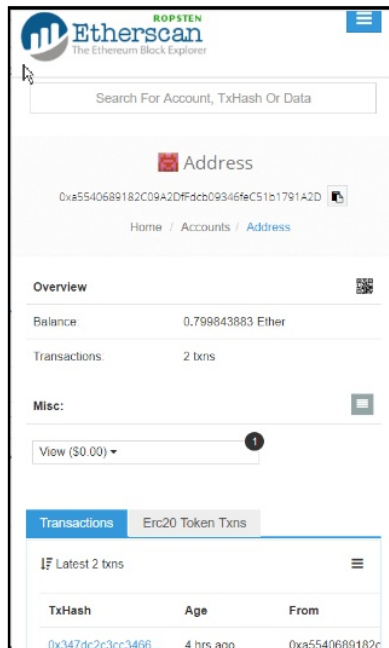 ROPSTEN
Etherscan
The Ethereum Block Explorer
Search For Account, TxHash Or Data
Address
0xa5540689182C09A2DfFdcb09346feC51b1791A2D
Home / Accounts / Address
Overview
Balance: 0.799843883 Ether
Transactions: 2 txns
Misc:
View ($0.00)
1
Transactions Erc20 Token Txns
Latest 2 txns
TxHash Age From
0x347dc2c3cc3466 4 hrs ago 0xa5540689182c